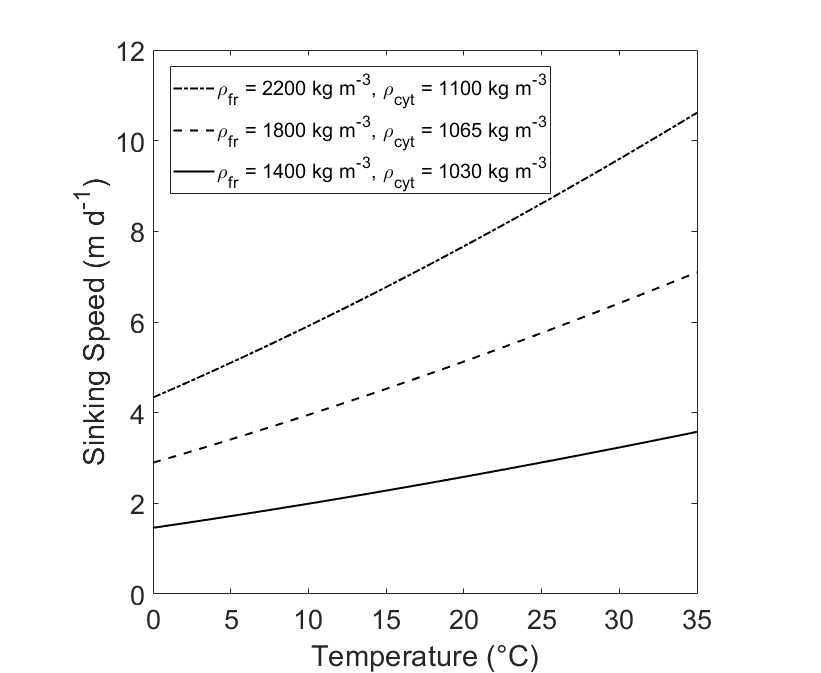 12
ρfr = 2200 kg m-3, ρcyt = 1100 kg m-3
ρfr = 1800 kg m-3, ρcyt = 1065 kg m-3
ρfr = 1400 kg m-3, ρcyt = 1030 kg m-3
10
8
6
4
2
0
Sinking Speed (m d-1)
0 5 10 15 20 25 30 35
Temperature (°C)